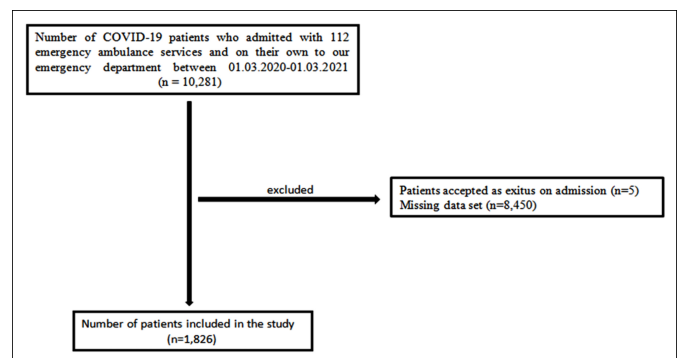 Number of COVID-19 patients who admitted with 112
emergency ambulance services and on their own to our
emergency department between 01.03.2020-01.03.2021
(n = 10,281)
excluded
Patients accepted as exitus on admission (n=5)
Missing data set (n=8,450)
Number of patients included in the study
(n=1,826)